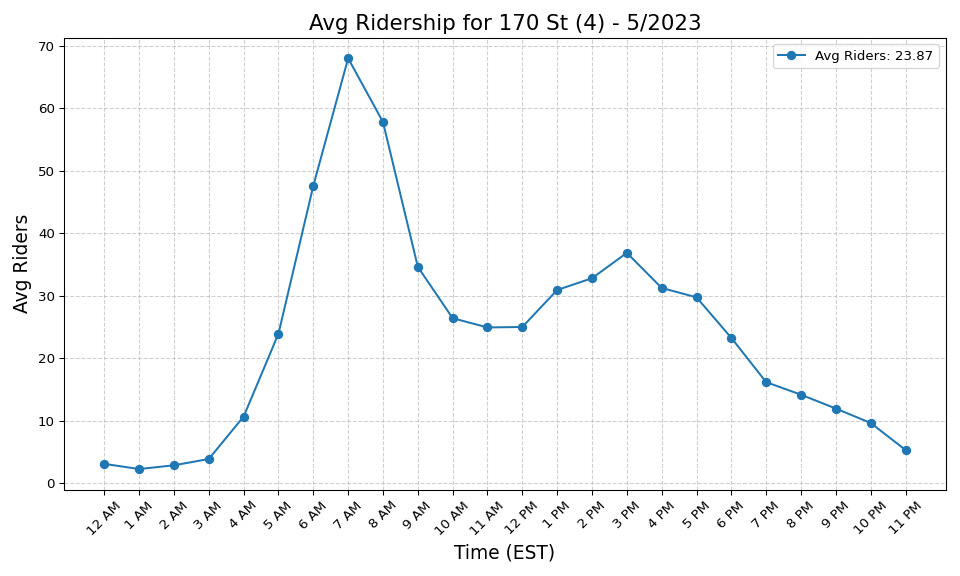 Avg Ridership for 170 St (4) - 5/2023
Avg Riders: 23.87
Avg Riders
70
60
50
40
30
20
10
0
12 AM
1 AM
2 AM
3 AM
4 AM
5 AM
6 AM
7 AM
8 AM
9 AM
10 AM
11 AM
12 PM
1 PM
2 PM
3 PM
4 PM
5 PM
6 PM
7 PM
8 PM
9 PM
10 PM
11 PM
Time (EST)